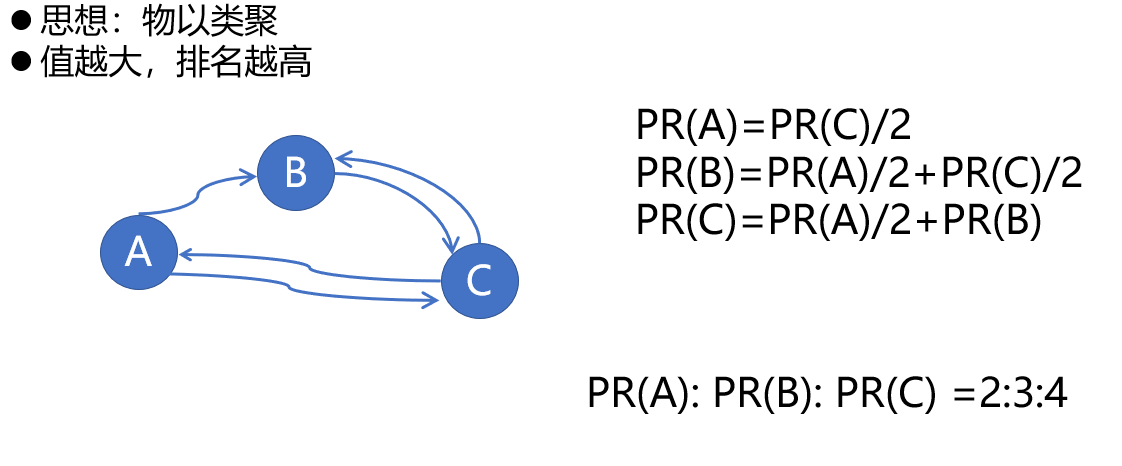 ● 思想：物以类聚
● 值越大，排名越高
PR(A)=PR(C)/2
PR(B)=PR(A)/2+PR(C)/2
PR(C)=PR(A)/2+PR(B)
B
A
C
PR(A): PR(B): PR(C) =2:3:4